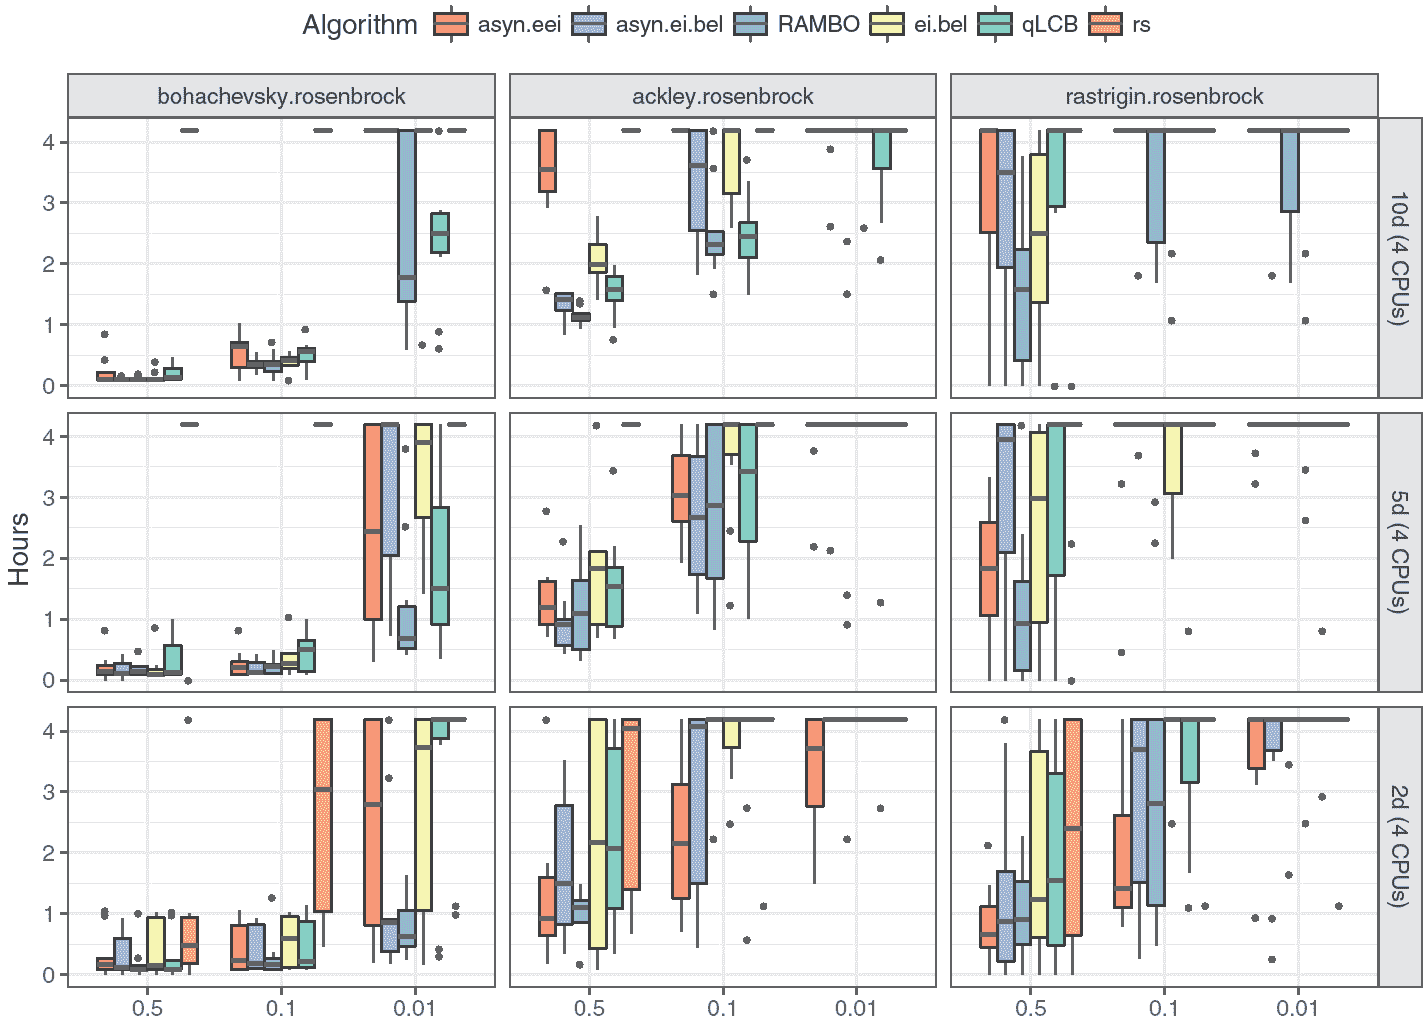 Algorithm asyn.eei asyn.ei.bel RAMBO ei.bel qLCB rs
bohachevsky.rosenbrock ackley.rosenbrock rastrigin.rosenbrock
4
3
2
1
0
10d (4 CPUs)
Hours
4
3
2
1
0
5d (4 CPUs)
4
3
2
1
0
2d (4 CPUs)
0.5 0.1 0.01 0.5 0.1 0.01 0.5 0.1 0.01